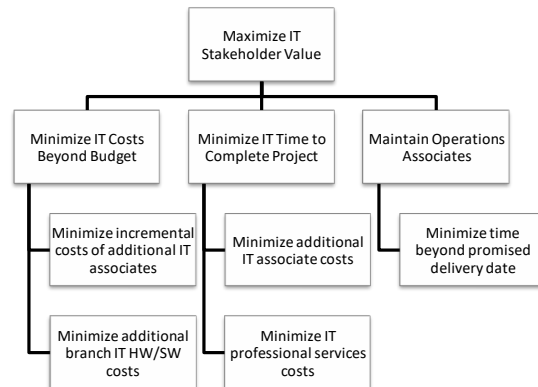 Maximize IT
Stakeholder Value
Minimize IT Costs
Beyond Budget
Minimize IT Time to
Complete Project
Maintain Operations
Associates
Minimize incremental
costs of additional IT
associates
Minimize additional
IT associate costs
Minimize time
beyond promised
delivery date
Minimize additional
branch IT HW/SW
costs
Minimize IT
professional services
costs